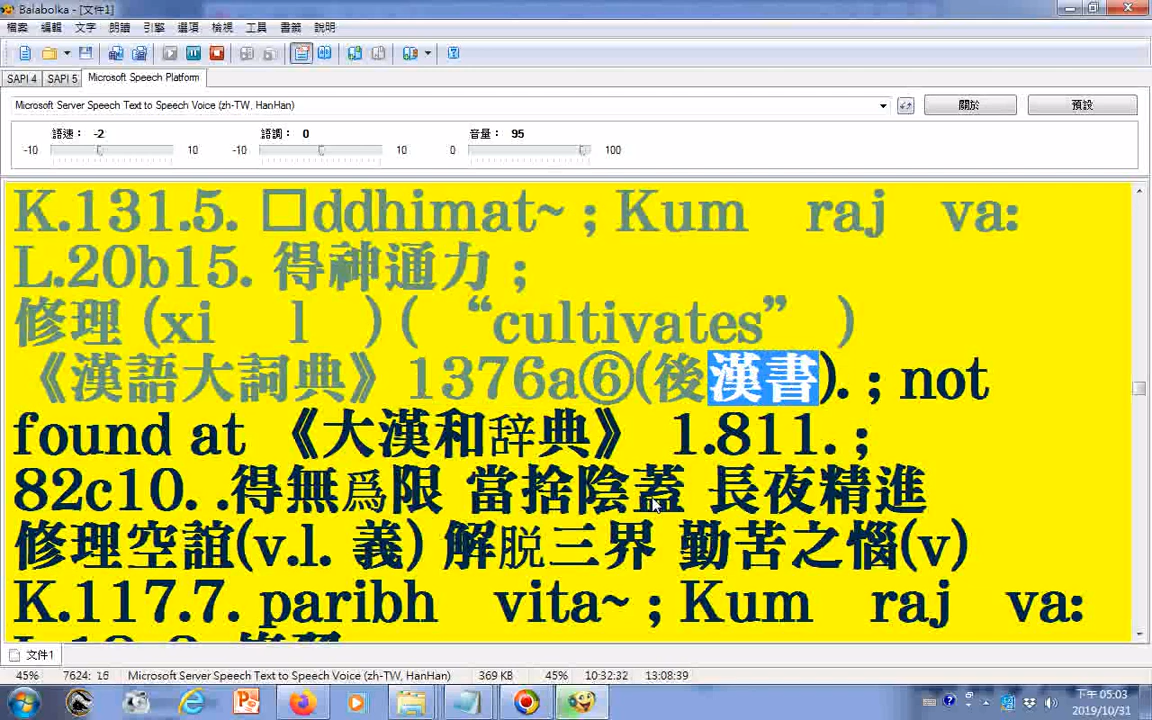 Balabolka - [文件1]
檔案 編輯 文字 朗讀 引擎 選項 檢視 工具 書籤 說明
SAPI 4 SAPI 5 Microsoft Speech Platform
Microsoft Server Speech Text to Speech Voice (zh-TW, HanHan) 關於 預設
語速： -2 語調： 0 音量： 95
-10 10 -10 10 0 100
K.131.5. □ddhimat~ ; Kum raj va:
L.20b15. 得神通力 ;
修理 (xi l ) ( “cultivates” )
《漢語大詞典》 1376a⑥(後漢書). ; not
found at 《大漢和辞典》 1.811. ;
82c10. .得無爲限 當捨陰蓋 長夜精進
修理空誼(v.l. 義) 解脱三界 勤苦之惱(v)
K.117.7. paribh vita~ ; Kum raj va:
文件1
45% 7624: 16 Microsoft Server Speech Text to Speech Voice (zh-TW, HanHan) 369 KB 45% 10:32:32 13:08:39
下午 05:03
2019/10/31